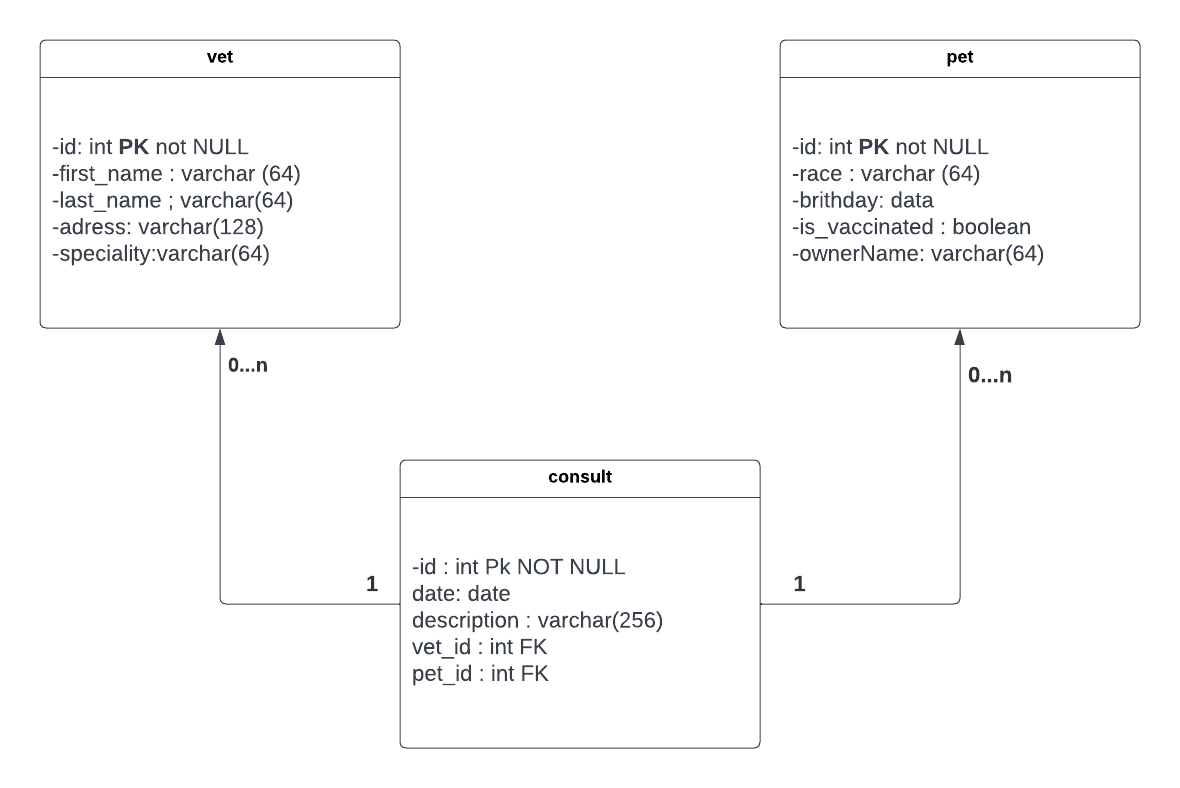 vet
-id: int PK not NULL
-first_name : varchar (64)
-last_name ; varchar(64)
-adress: varchar(128)
-speciality:varchar(64)
pet
-id: int PK not NULL
-race : varchar (64)
-brithday: data
-is_vaccinated : boolean
-ownerName: varchar(64)
0...n
0...n
consult
-id : int Pk NOT NULL
date: date
description : varchar(256)
vet_id : int FK
pet_id : int FK
1
1